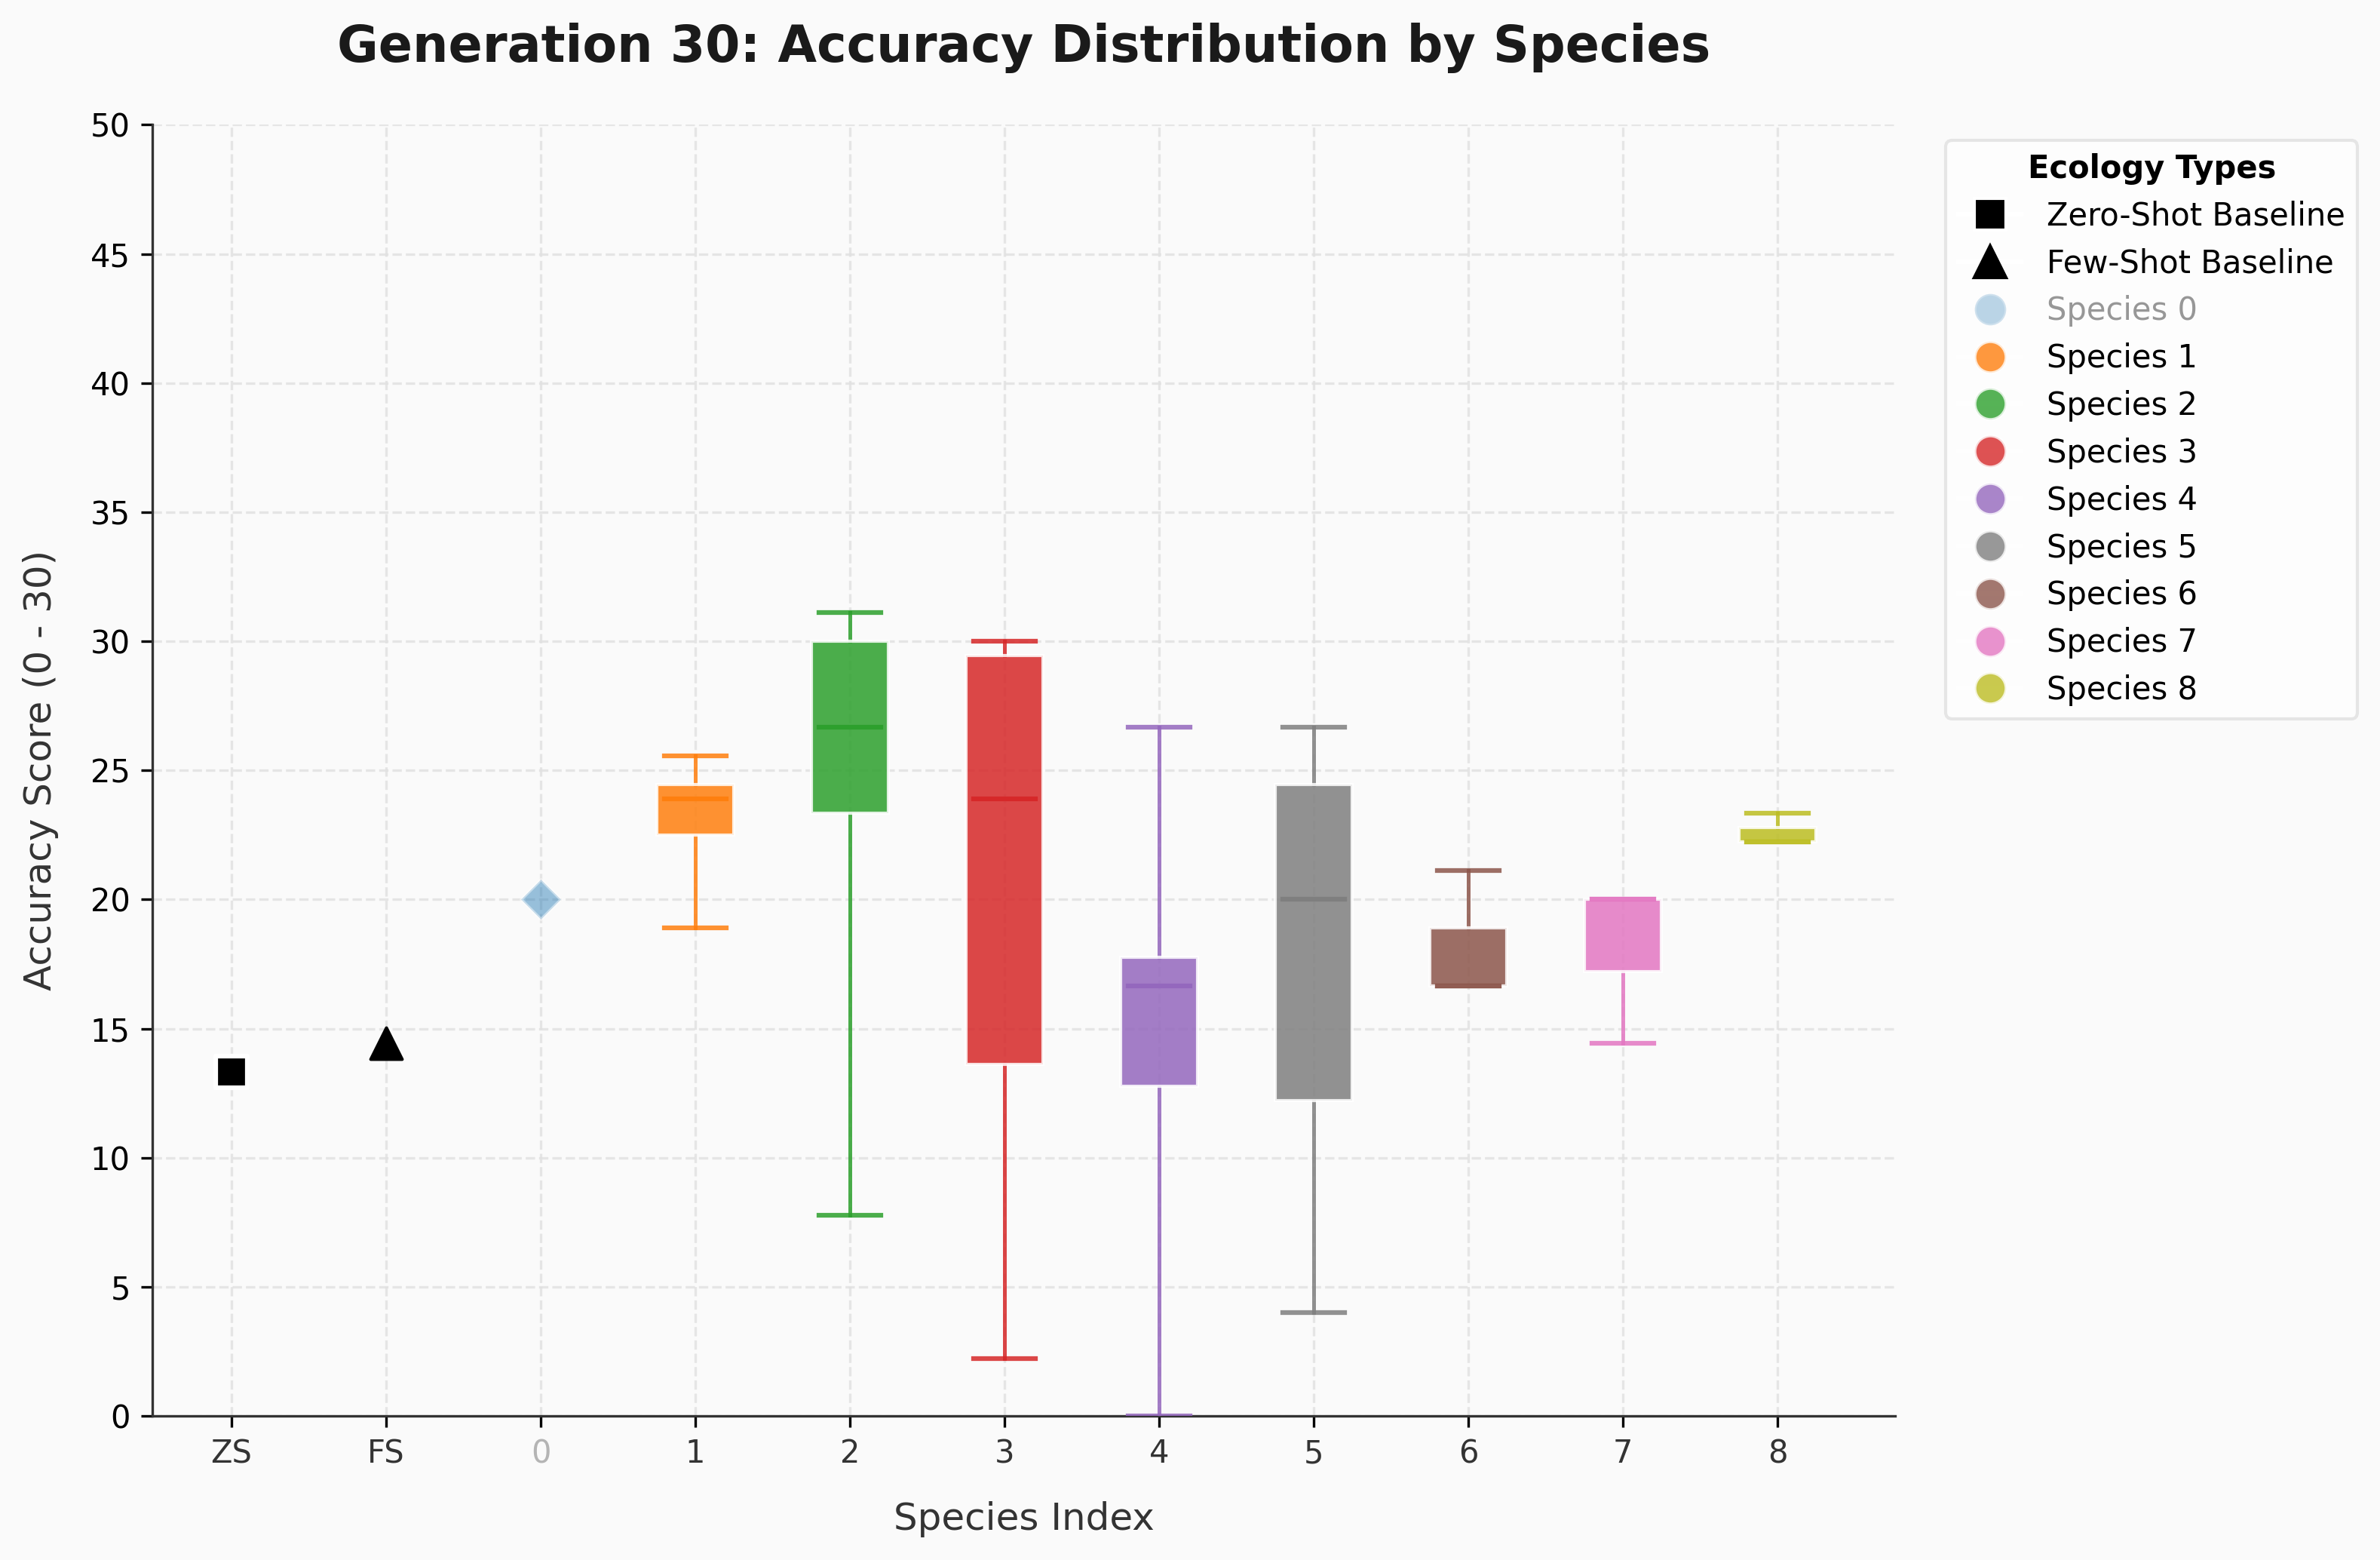 Generation 30: Accuracy Distribution by Species
Accuracy Score (0 - 30)
50
45
40
35
30
25
20
15
10
5
0
ZS FS 0 1 2 3 4 5 6 7 8
Species Index
Ecology Types
Zero-Shot Baseline
Few-Shot Baseline
Species 0
Species 1
Species 2
Species 3
Species 4
Species 5
Species 6
Species 7
Species 8